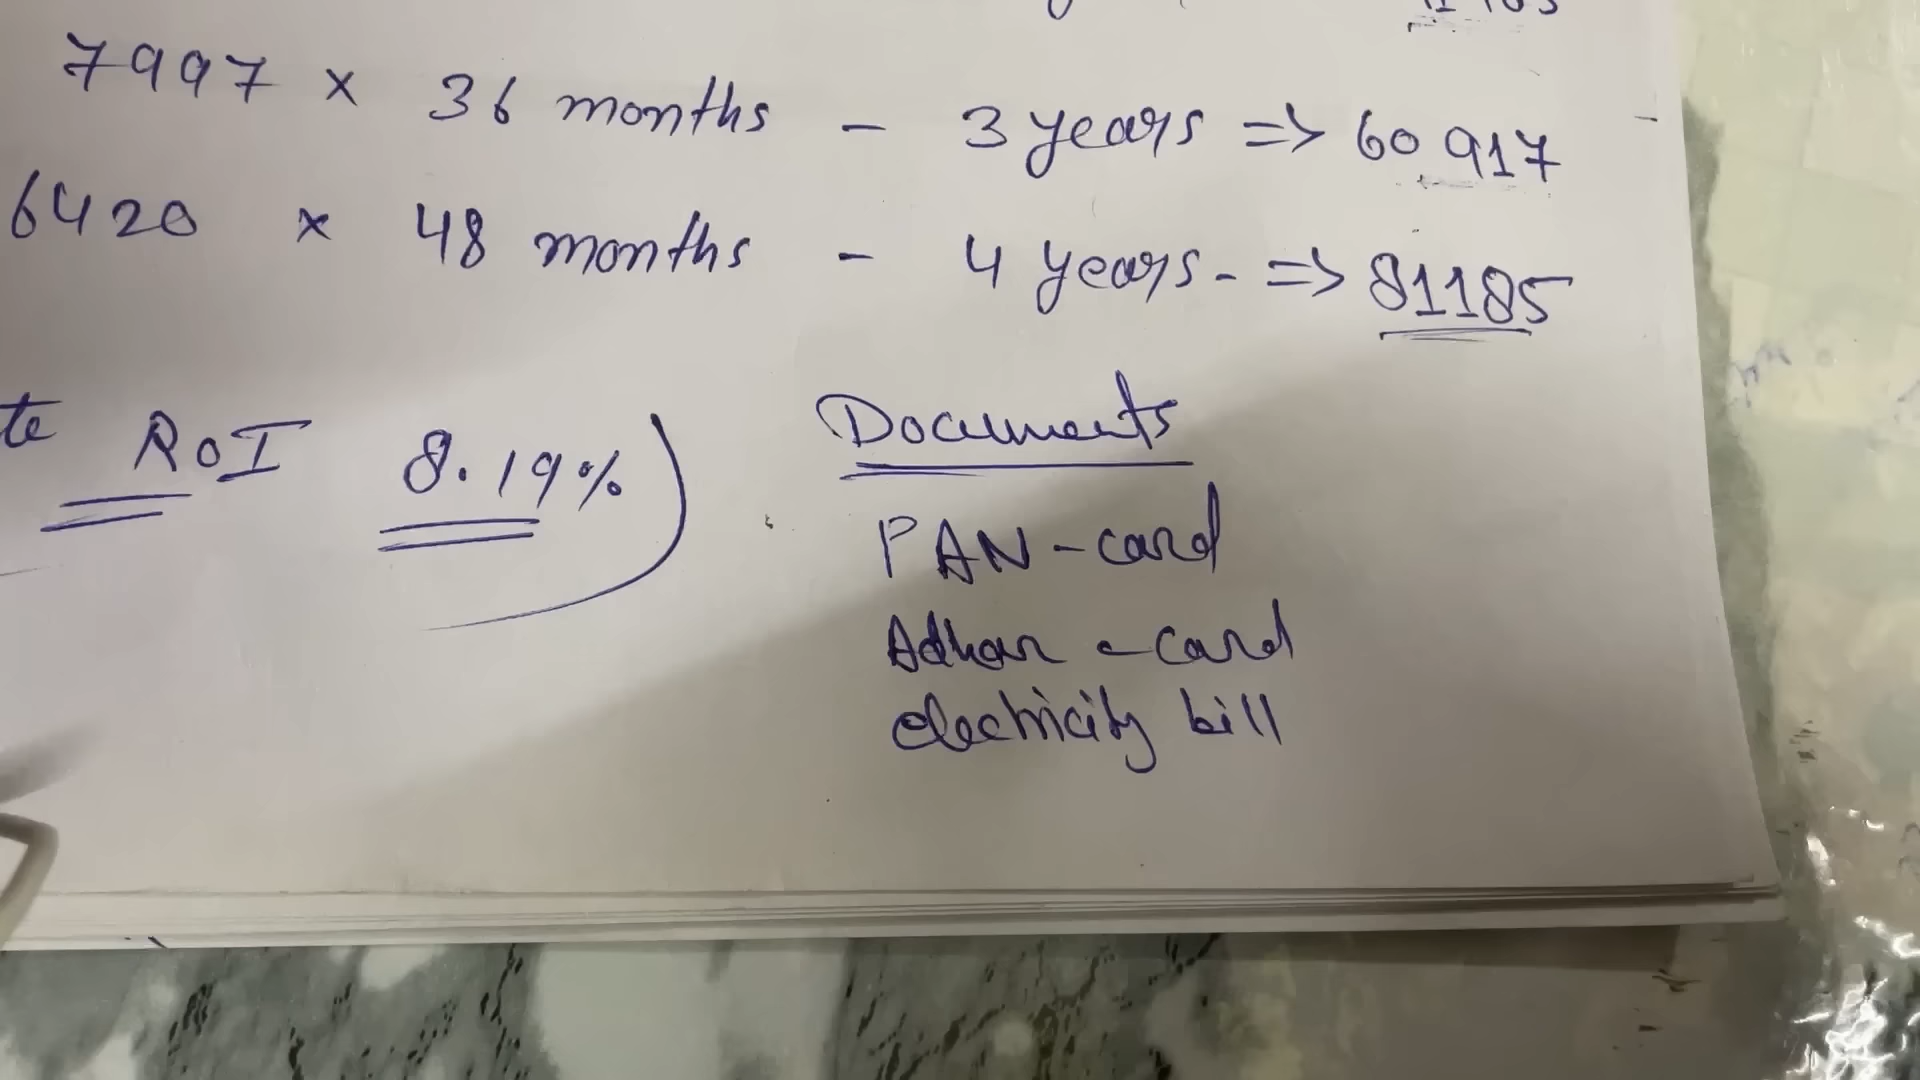 7997 x 36 months - 3 years => 60917
6420 x 48 months - 4 years - => 81185
te RoI 8.19%)
Documents
PAN-card
Adhar -card
electricity bill